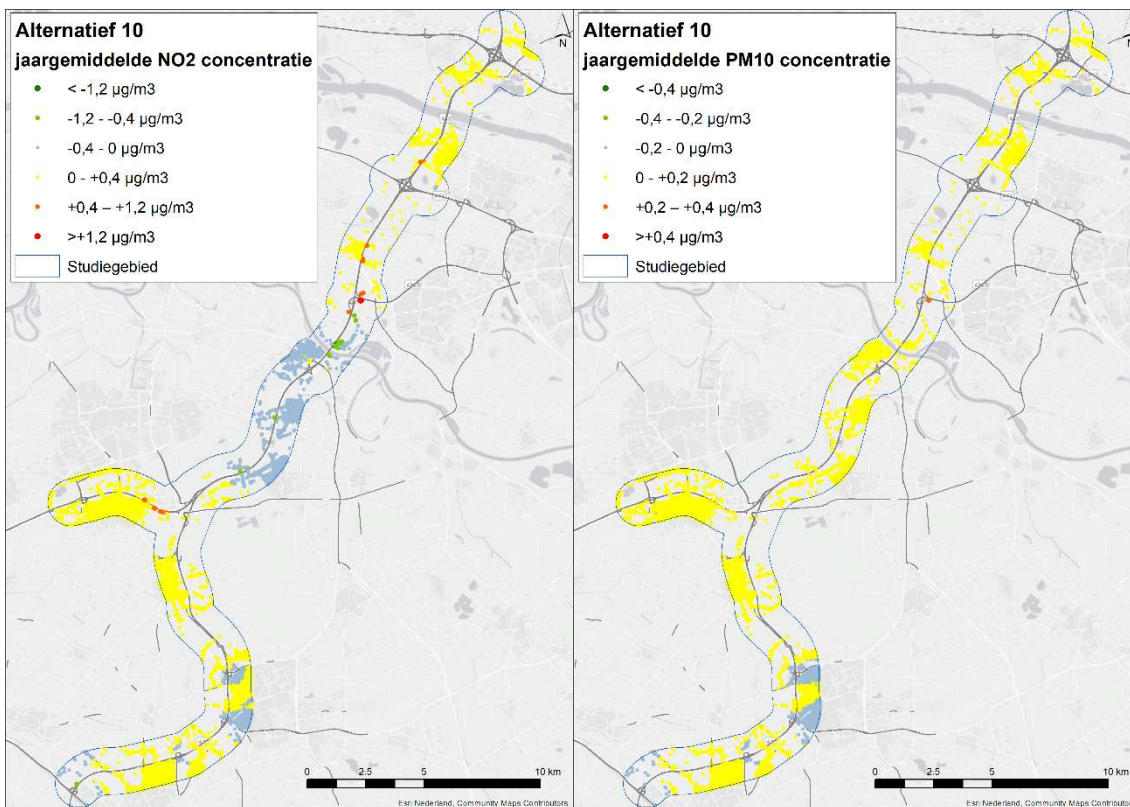 Alternatief 10
jaargemiddelde NO2 concentratie
< -1,2 µg/m3
-1,2 - -0,4 µg/m3
-0,4 - 0 µg/m3
0 - +0,4 µg/m3
+0,4 – +1,2 µg/m3
>+1,2 µg/m3
Studiegebied
N
0 2.5 5 10 km
Esri Nederland, Community Maps Contributors
Alternatief 10
jaargemiddelde PM10 concentratie
< -0,4 µg/m3
-0,4 - -0,2 µg/m3
-0,2 - 0 µg/m3
0 - +0,2 µg/m3
+0,2 – +0,4 µg/m3
>+0,4 µg/m3
Studiegebied
N
0 2.5 5 10 km
Esri Nederland, Community Maps Contributors